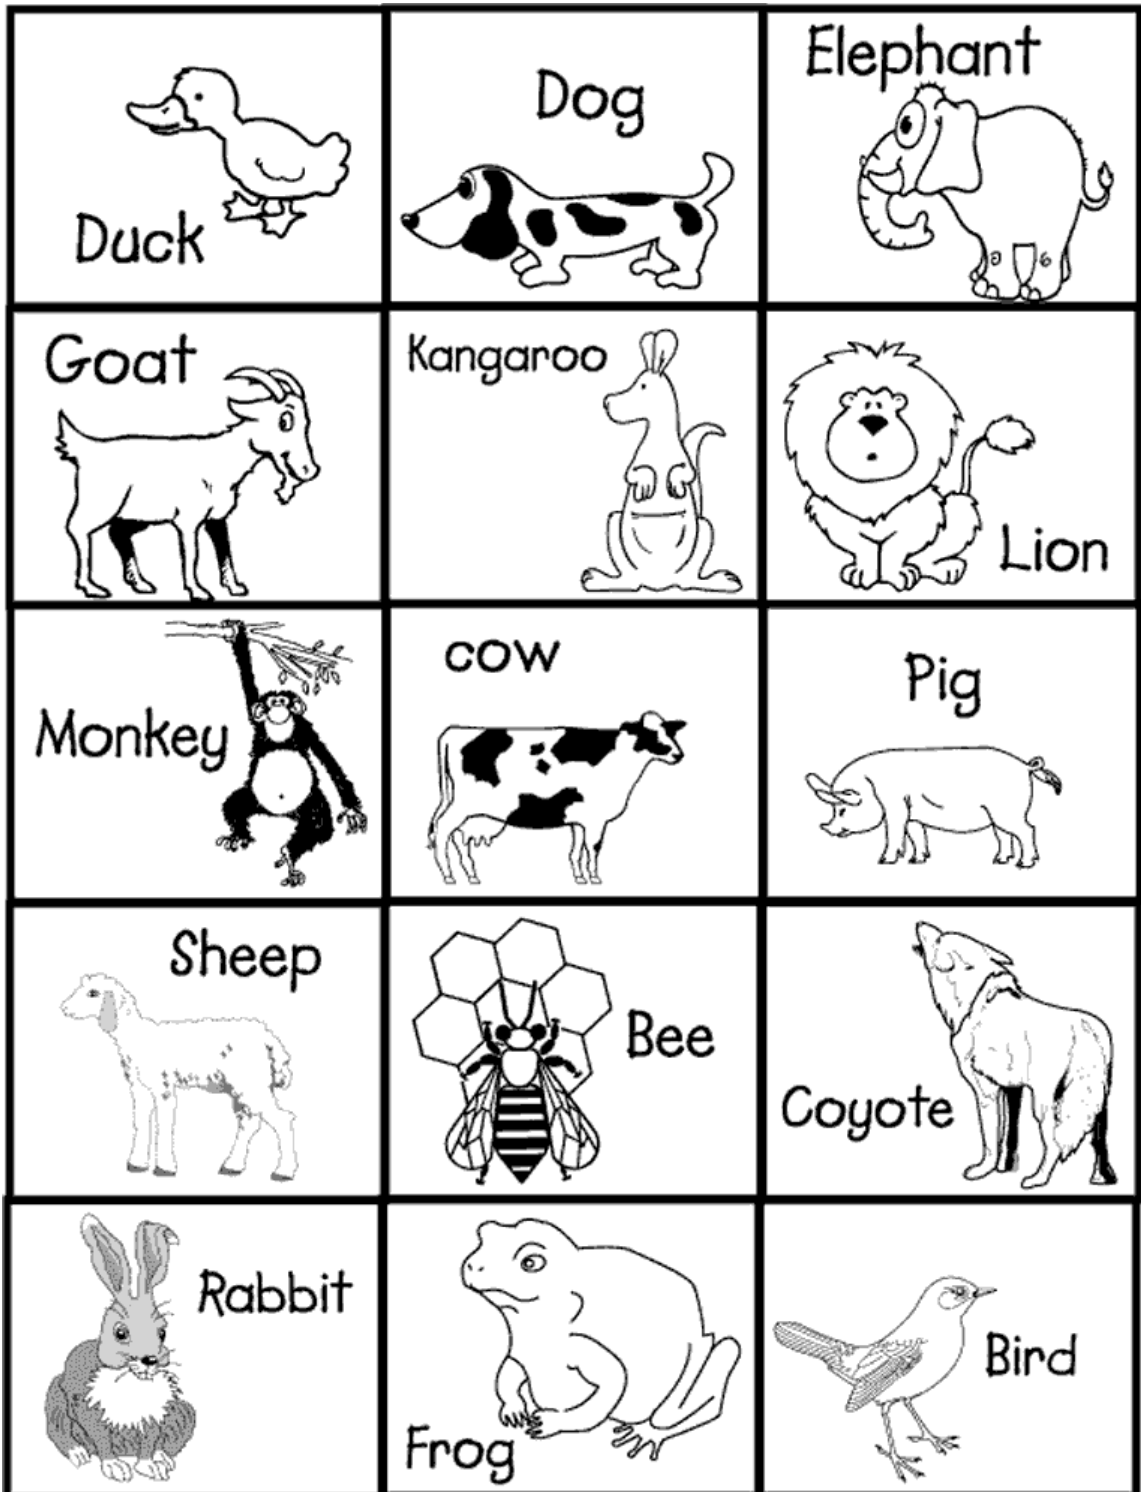 Duck
Dog
Elephant
Goat
Kangaroo
Lion
Monkey
cow
Pig
Sheep
Bee
Coyote
Rabbit
Frog
Bird